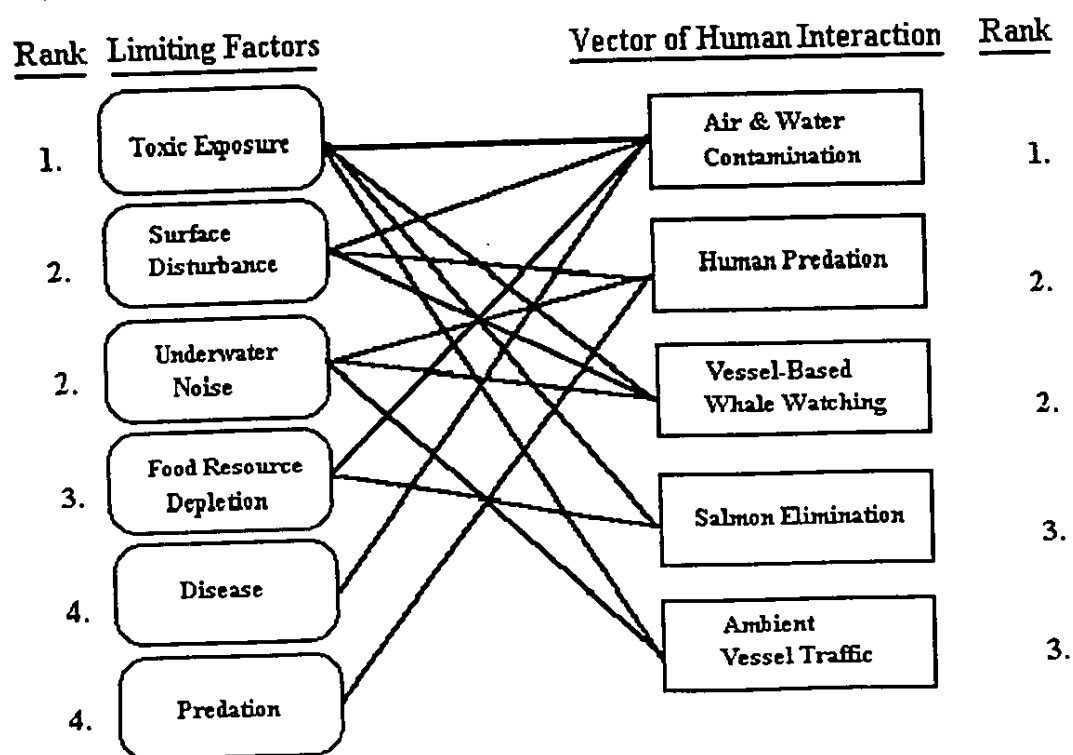 Rank Limiting Factors Vector of Human Interaction Rank
1.
Toxic Exposure
2.
Surface
Disturbance
2.
Underwater
Noise
3.
Food Resource
Depletion
4.
Disease
4.
Predation
Air & Water
Contamination
1.
Human Predation
2.
Vessel-Based
Whale Watching
2.
Salmon Elimination
3.
Ambient
Vessel Traffic
3.